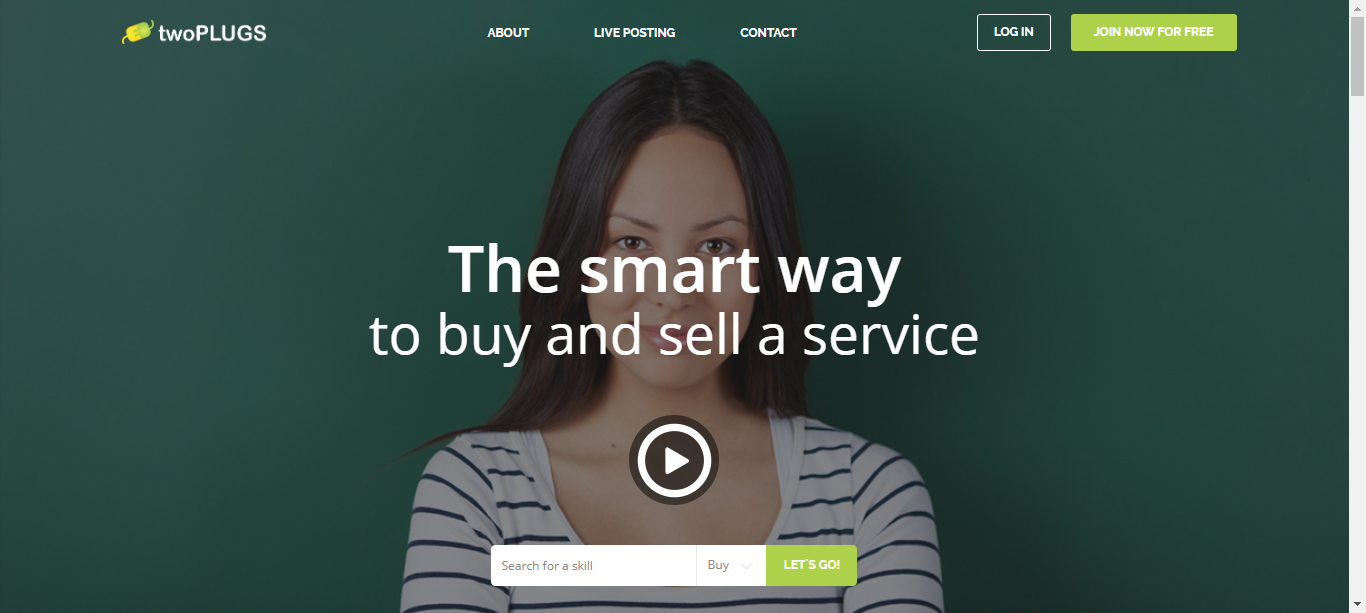 twoPLUGS
ABOUT
LIVE POSTING
CONTACT
LOG IN
JOIN NOW FOR FREE
The smart way
to buy and sell a service
Search for a skill
Buy
LET'S GO!